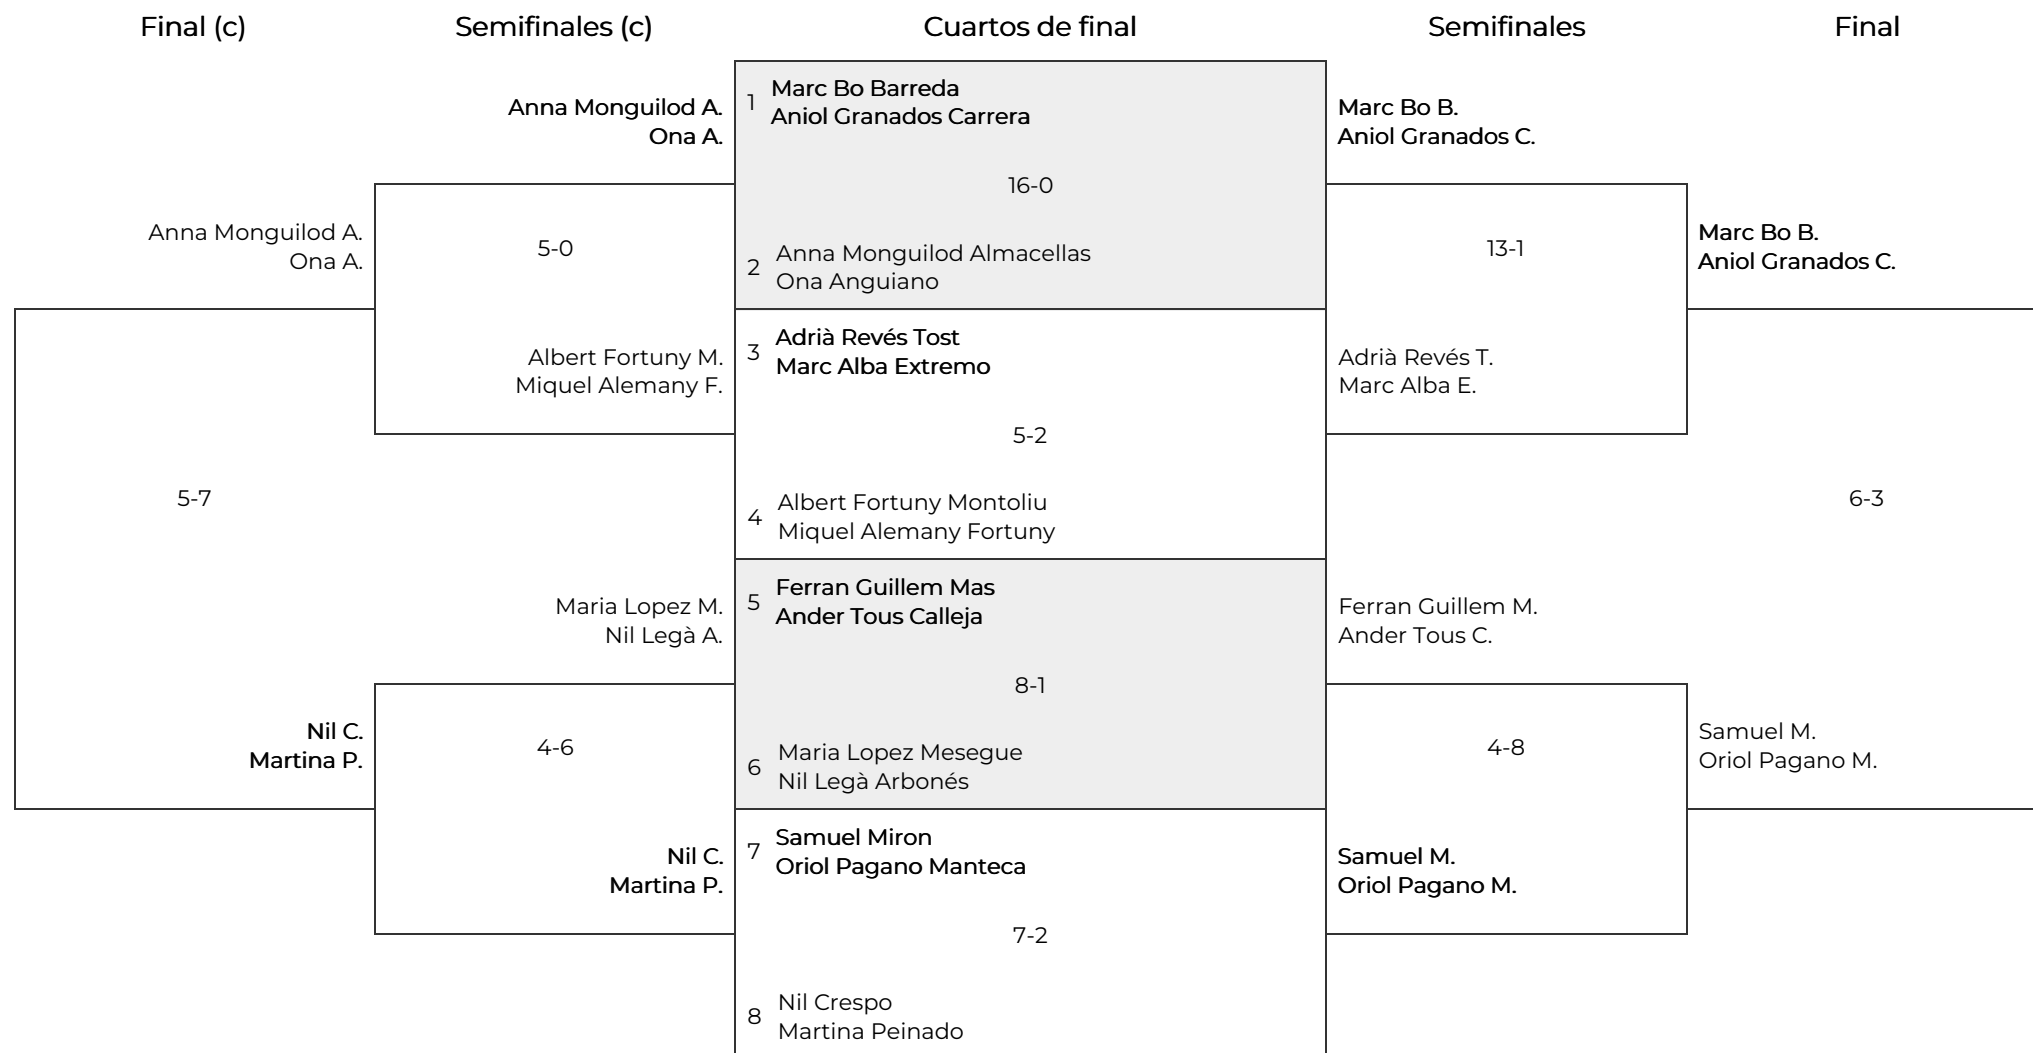 Final (c)
Semifinales (c)
Cuartos de final
Semifinales
Final
Anna Monguilod A.
Ona A.
5-7
Nil C.
Martina P.
Anna Monguilod A.
Ona A.
5-0
Albert Fortuny M.
Miquel Alemany F.
Maria Lopez M.
Nil Legà A.
4-6
Nil C.
Martina P.
1
Marc Bo Barreda
Aniol Granados Carrera
16-0
2
Anna Monguilod Almacellas
Ona Anguiano
3
Adrià Revés Tost
Marc Alba Extremo
5-2
4
Albert Fortuny Montoliu
Miquel Alemany Fortuny
5
Ferran Guillem Mas
Ander Tous Calleja
8-1
6
Maria Lopez Mesegue
Nil Legà Arbonés
7
Samuel Miron
Oriol Pagano Manteca
7-2
8
Nil Crespo
Martina Peinado
Marc Bo B.
Aniol Granados C.
13-1
Adrià Revés T.
Marc Alba E.
Ferran Guillem M.
Ander Tous C.
4-8
Samuel M.
Oriol Pagano M.
Marc Bo B.
Aniol Granados C.
6-3
Samuel M.
Oriol Pagano M.